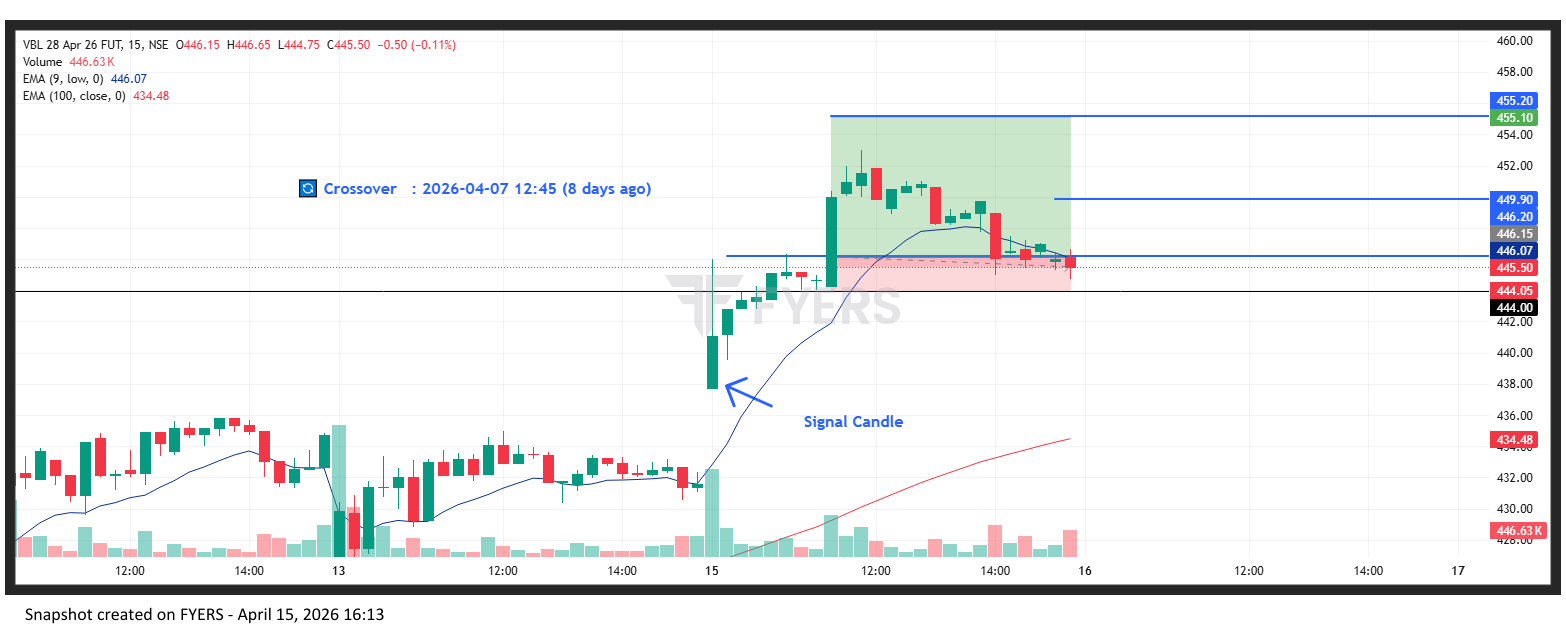 VBL 28 Apr 26 FUT, 15, NSE O446.15 H446.65 L444.75 C445.50 −0.50 (−0.11%)
Volume 446.63 K
EMA (9, low, 0) 446.07
EMA (100, close, 0) 434.48
Crossover : 2026-04-07 12:45 (8 days ago)
FYERS
Signal Candle
460.00
458.00
455.20
455.10
454.00
452.00
449.90
446.20
446.15
446.07
445.50
444.05
444.00
442.00
440.00
438.00
436.00
434.48
434.00
432.00
430.00
446.63 K
428.00
12:00 14:00 13 12:00 14:00 15 12:00 14:00 16 12:00 14:00 17
Snapshot created on FYERS - April 15, 2026 16:13